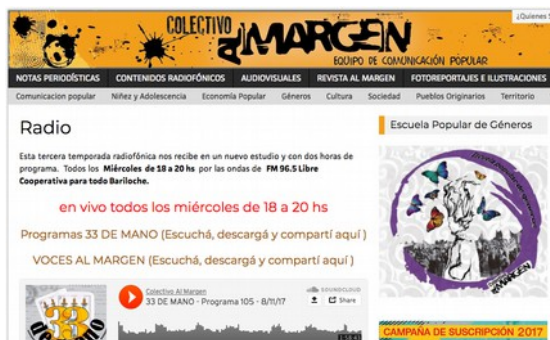 ¿Quienes
COLECTIVO
AL MARGEN
EQUIPO DE COMUNICACIÓN POPULAR
NOTAS PERIODÍSTICAS CONTENIDOS RADIOFÓNICOS AUDIOVISUALES REVISTA AL MARGEN FOTOREPORTAJES E ILUSTRACIONES
Comunicacion popular Niñez y Adolescencia Economía Popular Géneros Cultura Sociedad Pueblos Originarios Territorio
Radio
Esta tercera temporada radiofónica nos recibe en un nuevo estudio y con dos horas de
programa. Todos los Miércoles de 18 a 20 hs por las ondas de FM 96.5 Libre
Cooperativa para todo Bariloche.
en vivo todos los miércoles de 18 a 20 hs
Programas 33 DE MANO (Escuchá, descargá y compartí aquí )
VOCES AL MARGEN (Escuchá, descargá y compartí aquí )
33
de mano
Colectivo Al Margen
33 DE MANO - Programa 105 - 8/11/17
SOUNDCLOUD
Share
Escuela Popular de Géneros
AL MARGEN
CAMPAÑA DE SUSCRIPCIÓN 2017